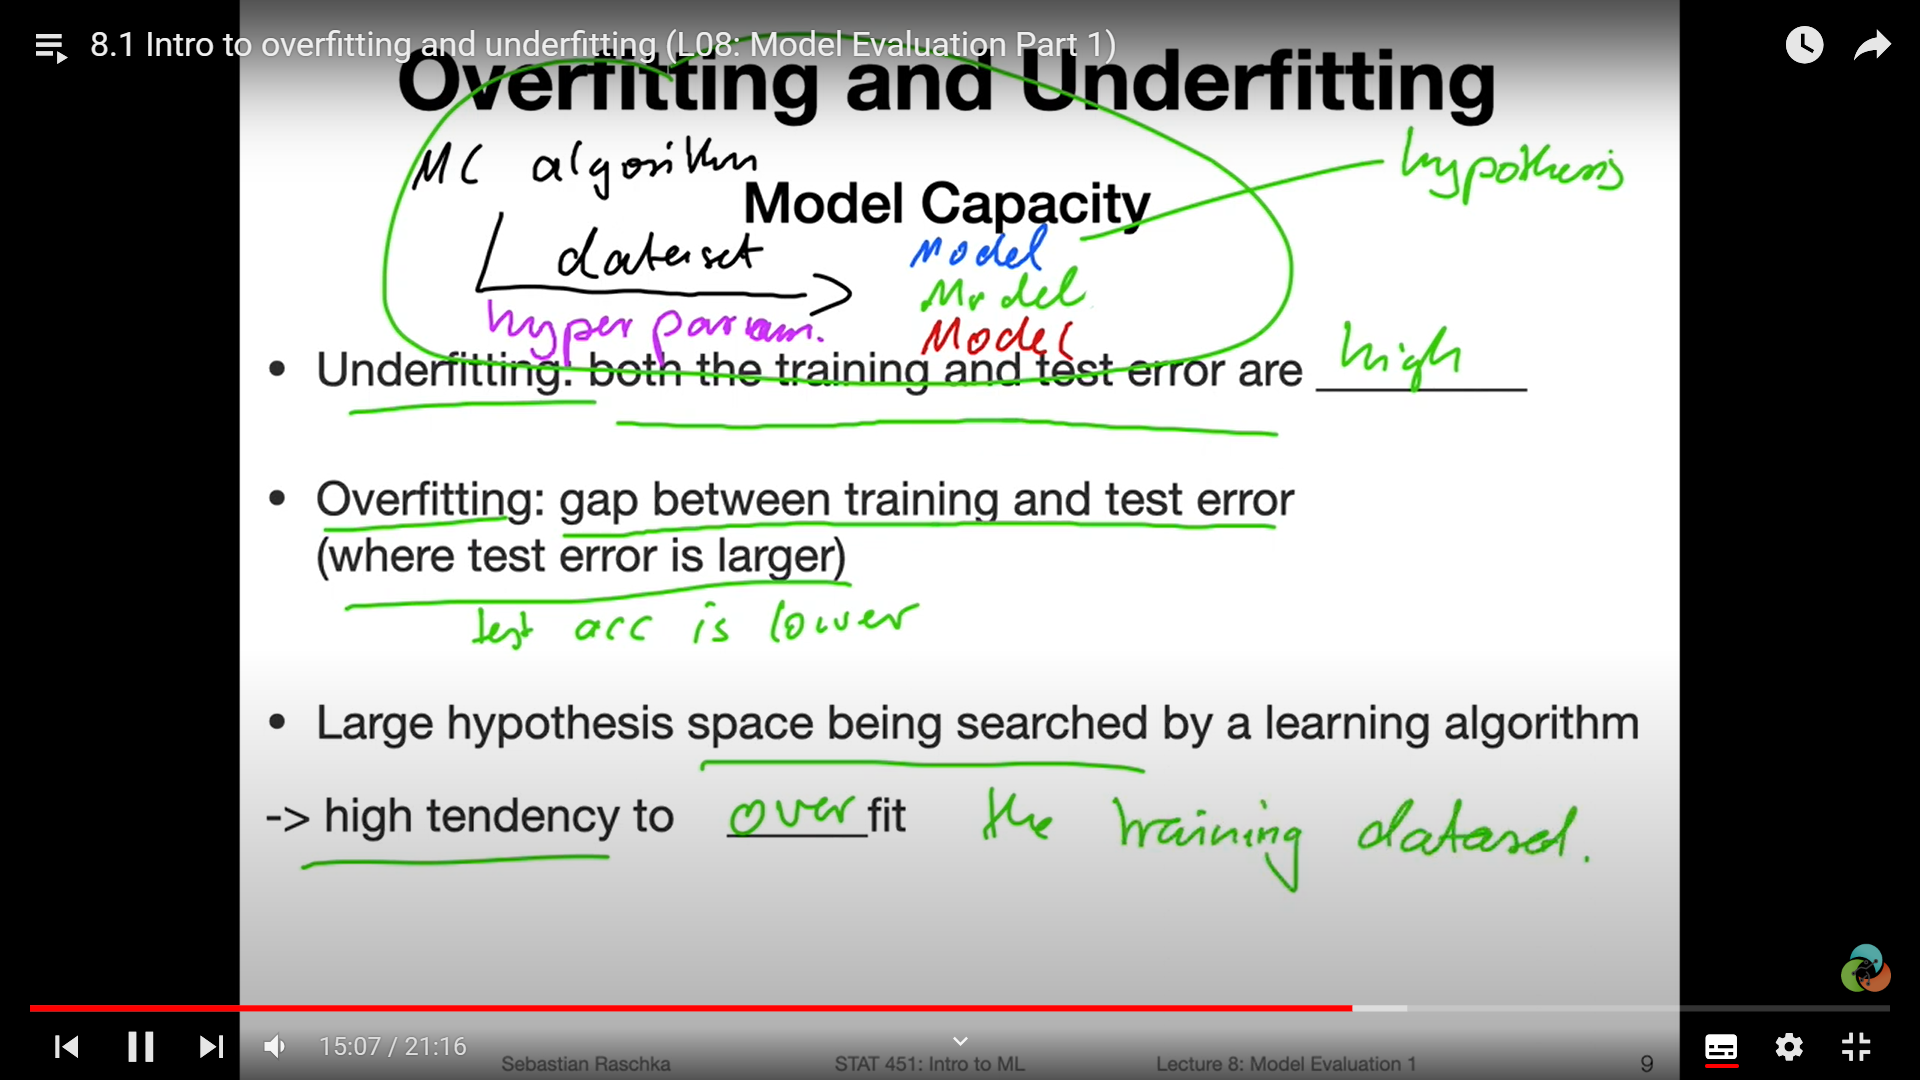 8.1 Intro to overfitting and underfitting (L08: Model Evaluation Part 1)
Overfitting and Underfitting
ML algorithm
hypothesis
Model Capacity
dataset
Model
Model
hyper param.
Model
• Underfitting: both the training and test error are high
• Overfitting: gap between training and test error
(where test error is larger)
test acc is lower
• Large hypothesis space being searched by a learning algorithm
-> high tendency to over fit the training dataset.
15:07 / 21:16
Sebastian Raschka STAT 451: Intro to ML Lecture 8: Model Evaluation 1 9